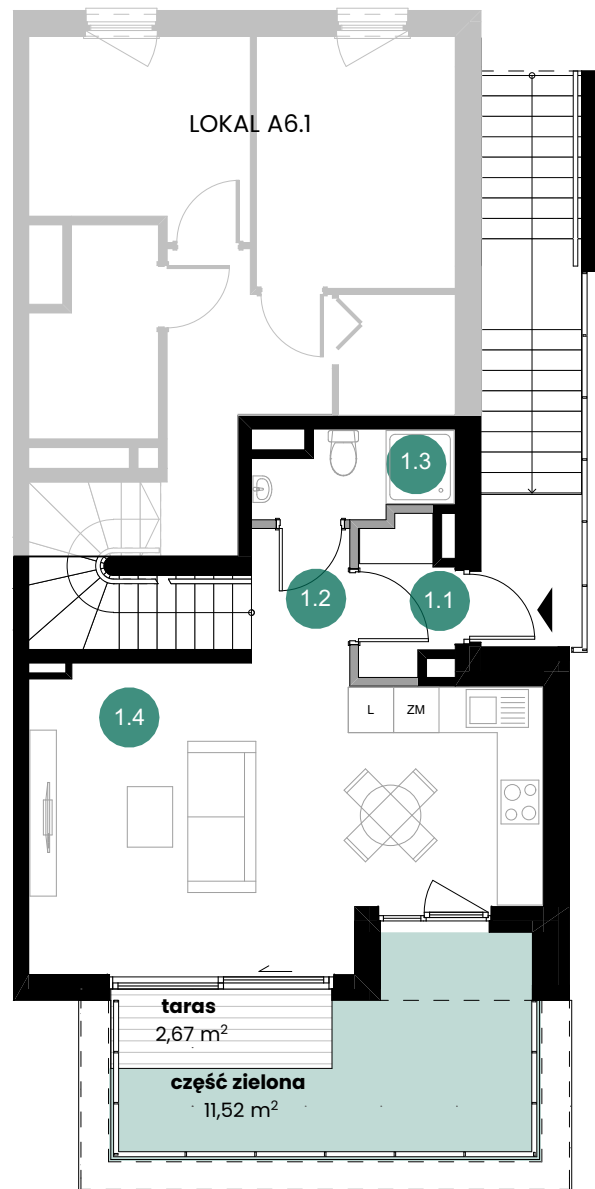 LOKAL A6.1
1.3
1.2
1.1
1.4
L
ZM
taras
2,67 m²
część zielona
11,52 m²